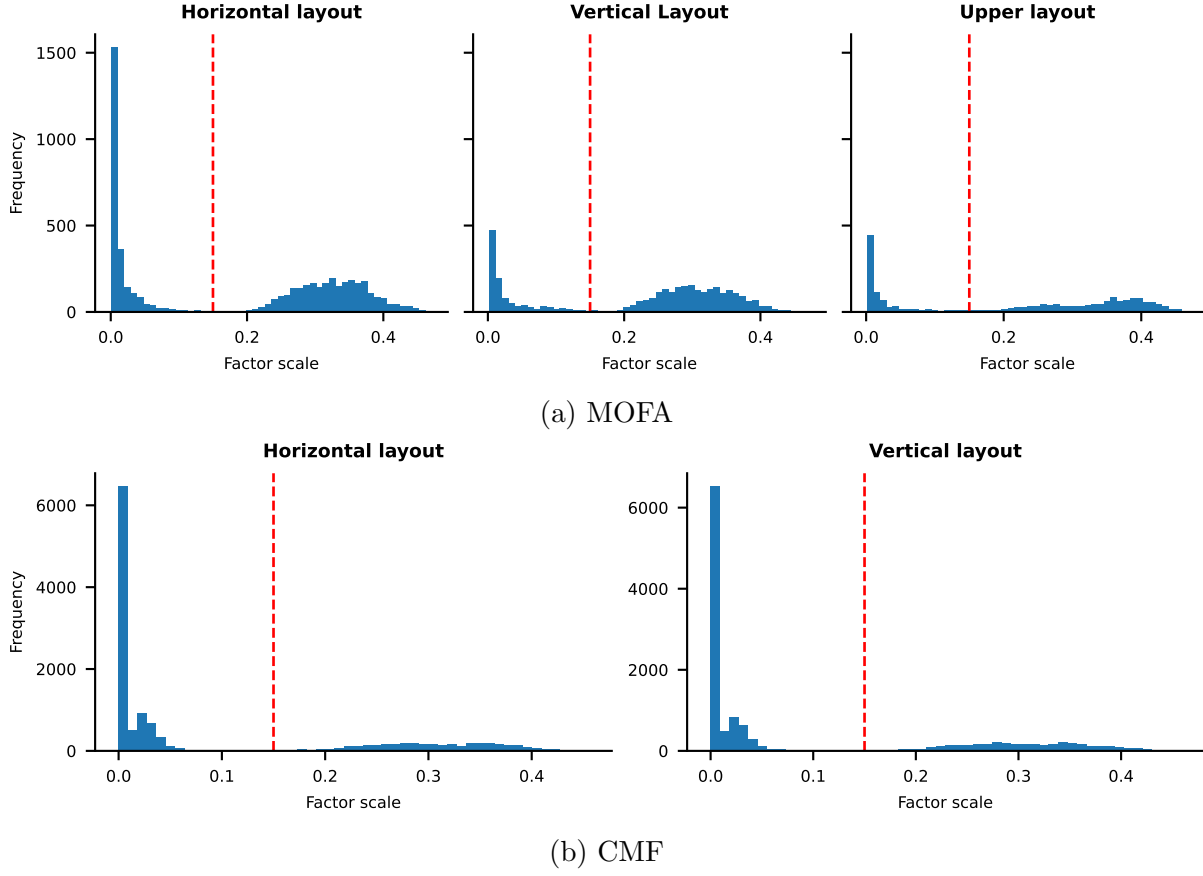 Horizontal layout
Vertical Layout
Upper layout
1500
1000
500
0
Frequency
0.0 0.2 0.4
0.0 0.2 0.4
0.0 0.2 0.4
Factor scale
Factor scale
Factor scale
(a) MOFA
Horizontal layout
Vertical layout
6000
4000
2000
0
Frequency
6000
4000
2000
0
0.0 0.1 0.2 0.3 0.4
0.0 0.1 0.2 0.3 0.4
Factor scale
Factor scale
(b) CMF